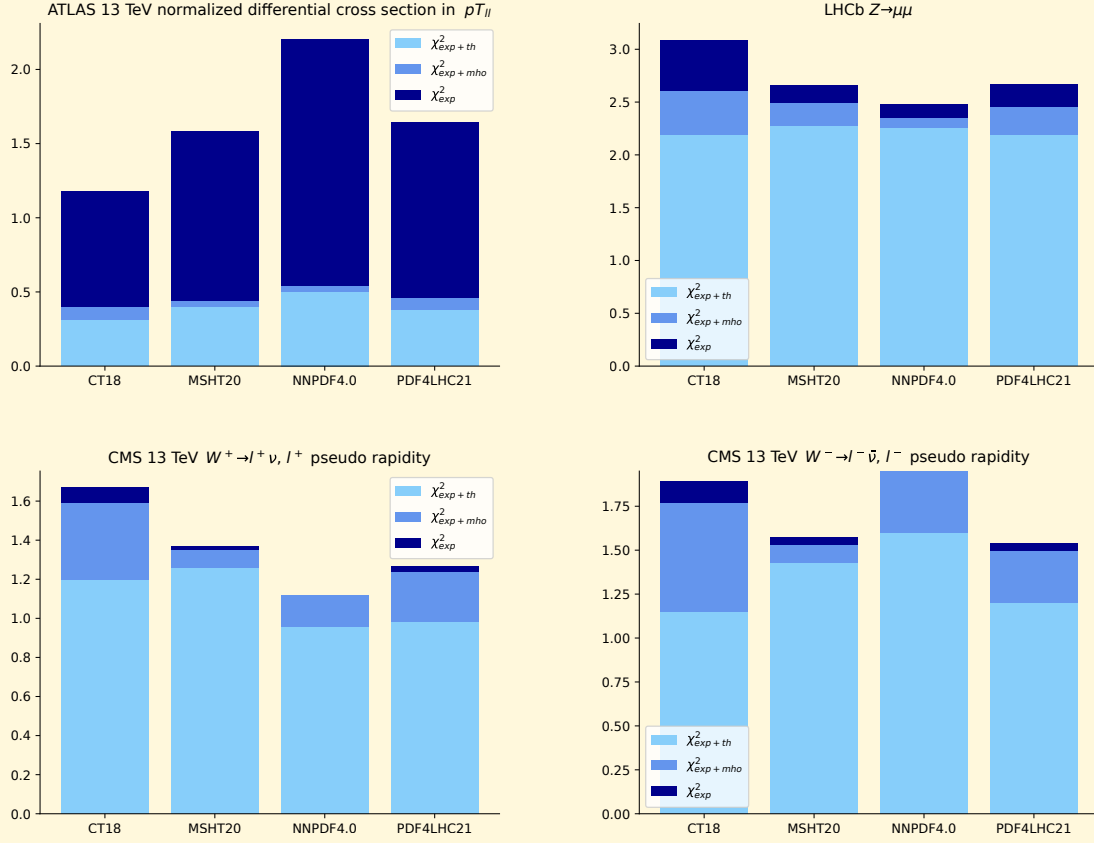 ATLAS 13 TeV normalized differential cross section in pT_ll
χ²_exp+th
χ²_exp+mho
χ²_exp
2.0
1.5
1.0
0.5
0.0
CT18 MSHT20 NNPDF4.0 PDF4LHC21
LHCb Z→μμ
3.0
2.5
2.0
1.5
1.0
0.5
0.0
χ²_exp+th
χ²_exp+mho
χ²_exp
CT18 MSHT20 NNPDF4.0 PDF4LHC21
CMS 13 TeV W⁺→l⁺ν, l⁺ pseudo rapidity
χ²_exp+th
χ²_exp+mho
χ²_exp
1.6
1.4
1.2
1.0
0.8
0.6
0.4
0.2
0.0
CT18 MSHT20 NNPDF4.0 PDF4LHC21
CMS 13 TeV W⁻→l⁻ν̄, l⁻ pseudo rapidity
1.75
1.50
1.25
1.00
0.75
0.50
0.25
0.00
χ²_exp+th
χ²_exp+mho
χ²_exp
CT18 MSHT20 NNPDF4.0 PDF4LHC21